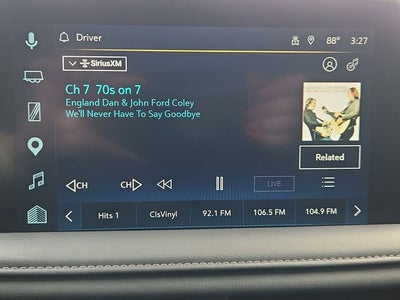 Driver
88° 3:27
SiriusXM
Ch 7 70s on 7
England Dan & John Ford Coley
We'll Never Have To Say Goodbye
Related
CH CH LIVE
Hits 1 ClsVinyl 92.1 FM 106.5 FM 104.9 FM